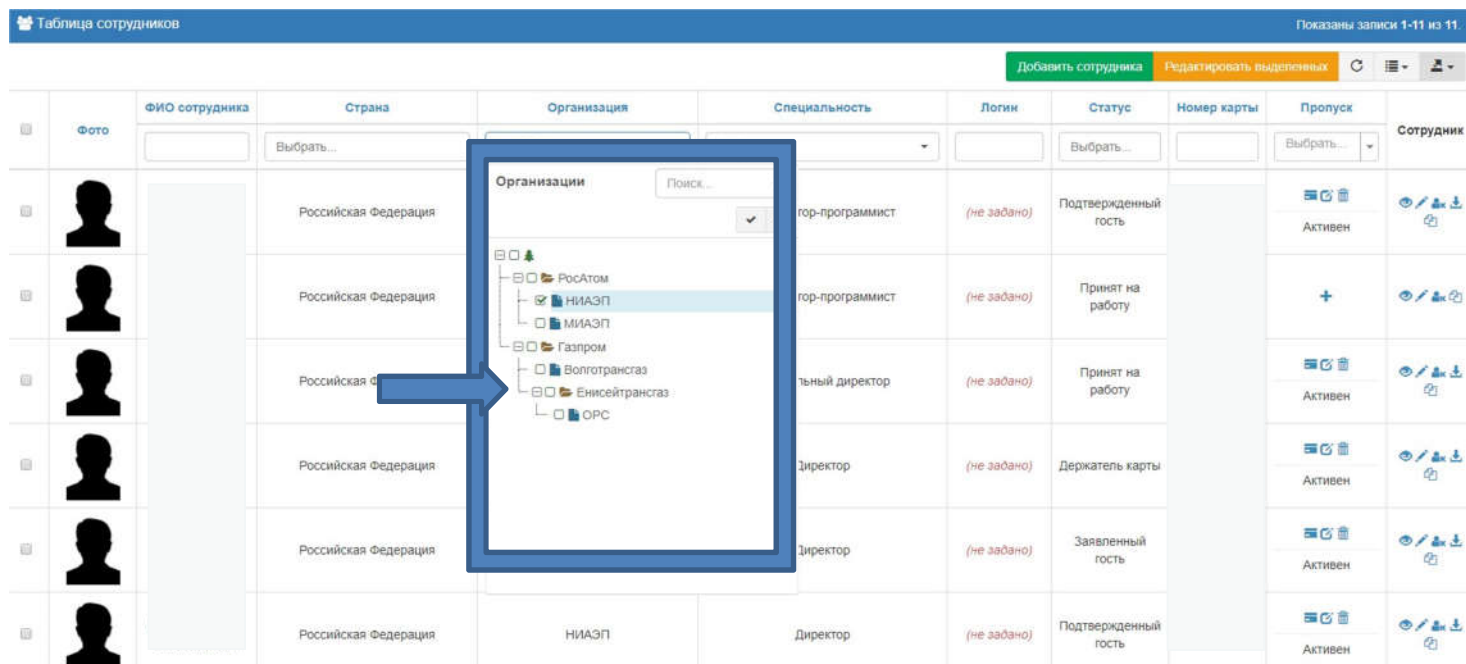 Таблица сотрудников
Показаны записи 1-11 из 11.
Добавить сотрудника
Редактировать выделенных
Фото
ФИО сотрудника
Страна
Организация
Специальность
Логин
Статус
Номер карты
Пропуск
Сотрудник
Выбрать...
Выбрать...
Выбрать...
Организации
Поиск...
РосАтом
НИАЭП
МИАЭП
Газпром
Волготрансгаз
Енисейтрансгаз
ОРС
Российская Федерация
тор-программист
(не задано)
Подтвержденный
гость
Активен
Российская Федерация
тор-программист
(не задано)
Принят на
работу
Российская
льный директор
(не задано)
Принят на
работу
Активен
Российская Федерация
Директор
(не задано)
Держатель карты
Активен
Российская Федерация
Директор
(не задано)
Заявленный
гость
Активен
Российская Федерация
НИАЭП
Директор
(не задано)
Подтвержденный
гость
Активен